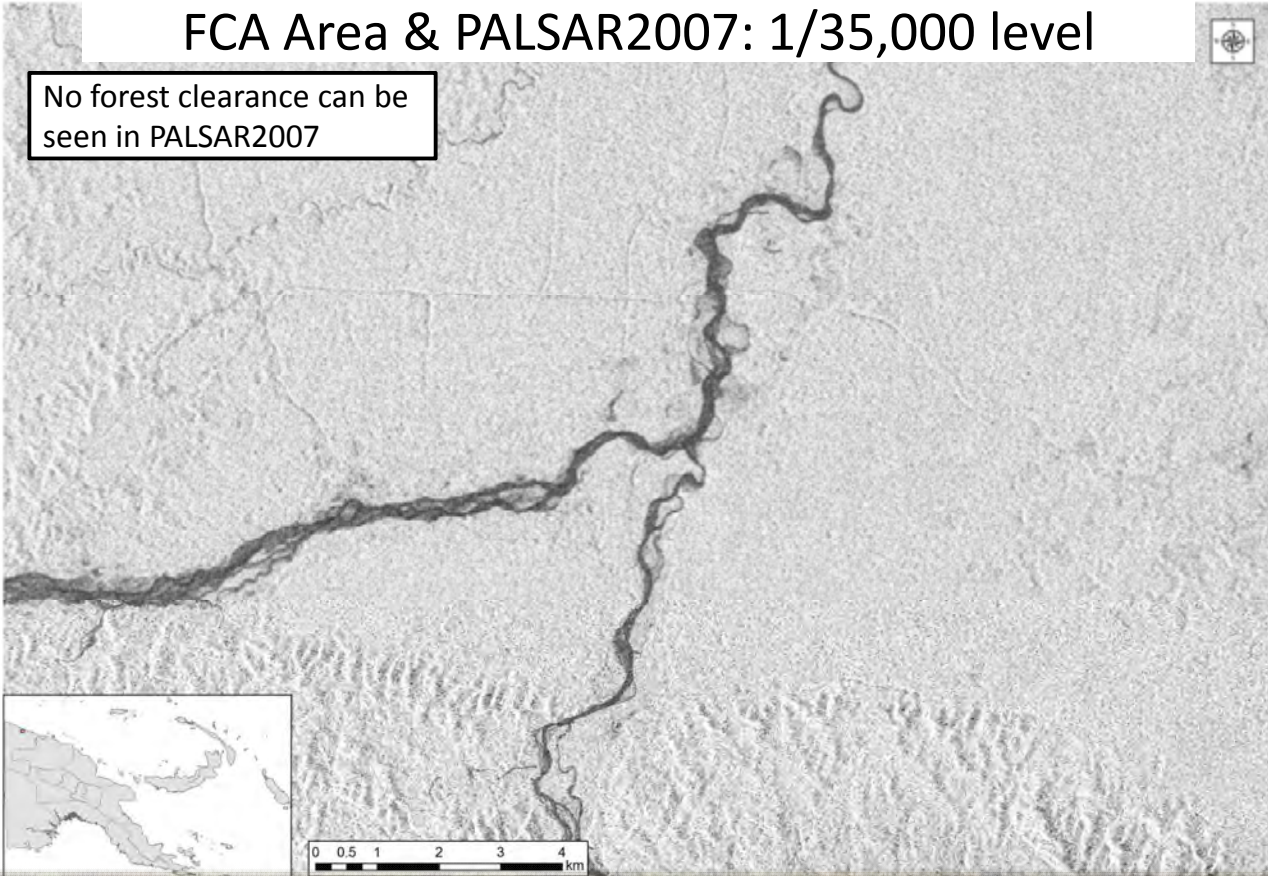 FCA Area & PALSAR2007: 1/35,000 level
No forest clearance can be
seen in PALSAR2007
0 0.5 1 2 3 4
km